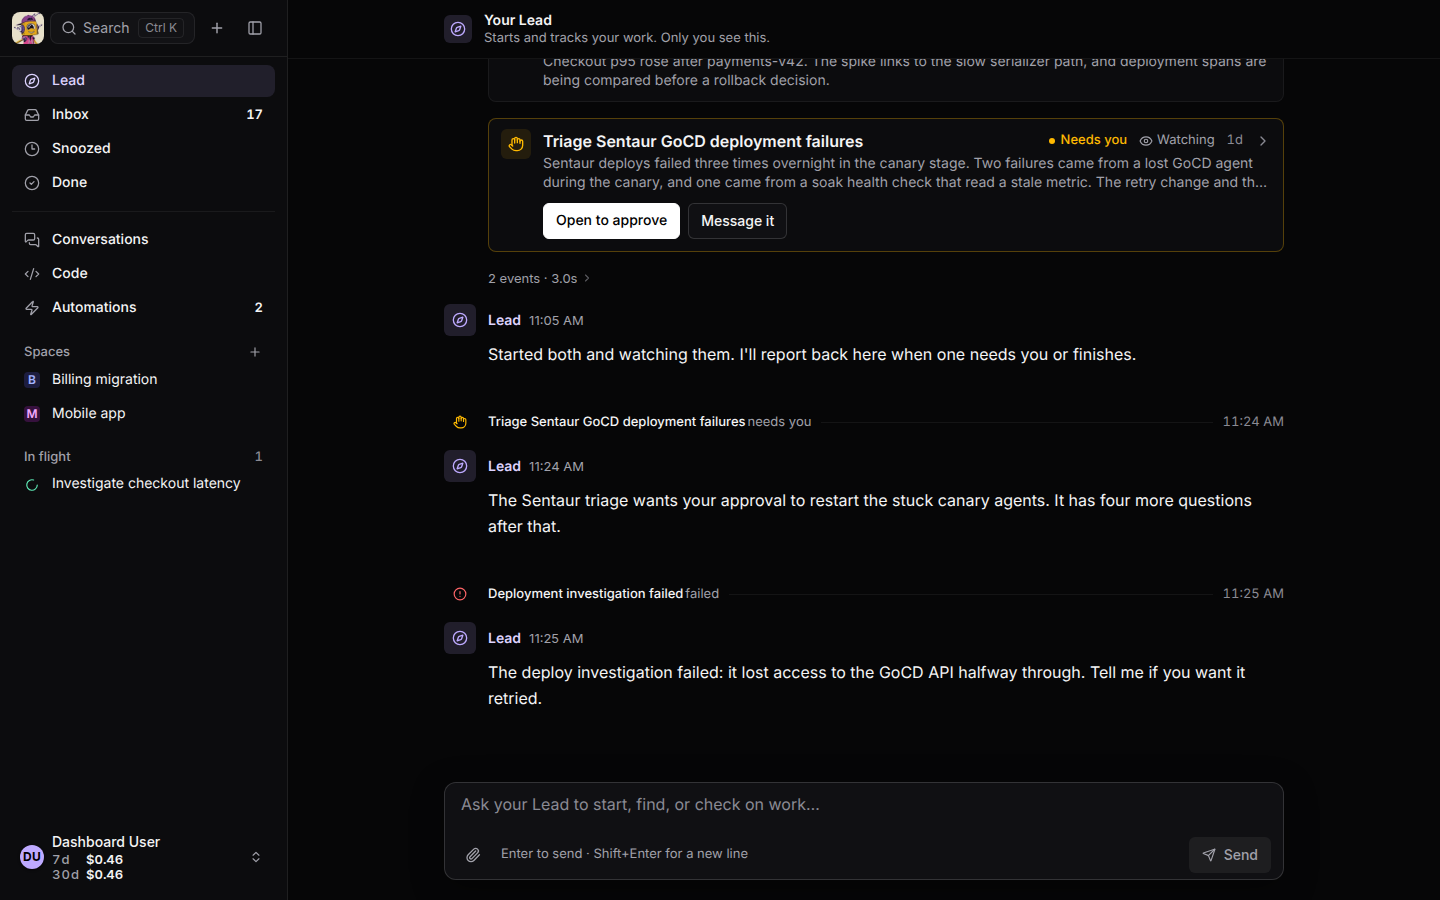 Search Ctrl K
Lead
Inbox 17
Snoozed
Done
Conversations
Code
Automations 2
Spaces
B Billing migration
M Mobile app
In flight 1
Investigate checkout latency
DU Dashboard User
7d $0.46
30d $0.46
Your Lead
Starts and tracks your work. Only you see this.
Checkout p95 rose after payments-v42. The spike links to the slow serializer path, and deployment spans are
being compared before a rollback decision.
Triage Sentaur GoCD deployment failures Needs you Watching 1d
Sentaur deploys failed three times overnight in the canary stage. Two failures came from a lost GoCD agent
during the canary, and one came from a soak health check that read a stale metric. The retry change and th...
Open to approve Message it
2 events · 3.0s
Lead 11:05 AM
Started both and watching them. I'll report back here when one needs you or finishes.
Triage Sentaur GoCD deployment failures needs you 11:24 AM
Lead 11:24 AM
The Sentaur triage wants your approval to restart the stuck canary agents. It has four more questions
after that.
Deployment investigation failed failed 11:25 AM
Lead 11:25 AM
The deploy investigation failed: it lost access to the GoCD API halfway through. Tell me if you want it
retried.
Ask your Lead to start, find, or check on work...
Enter to send · Shift+Enter for a new line Send